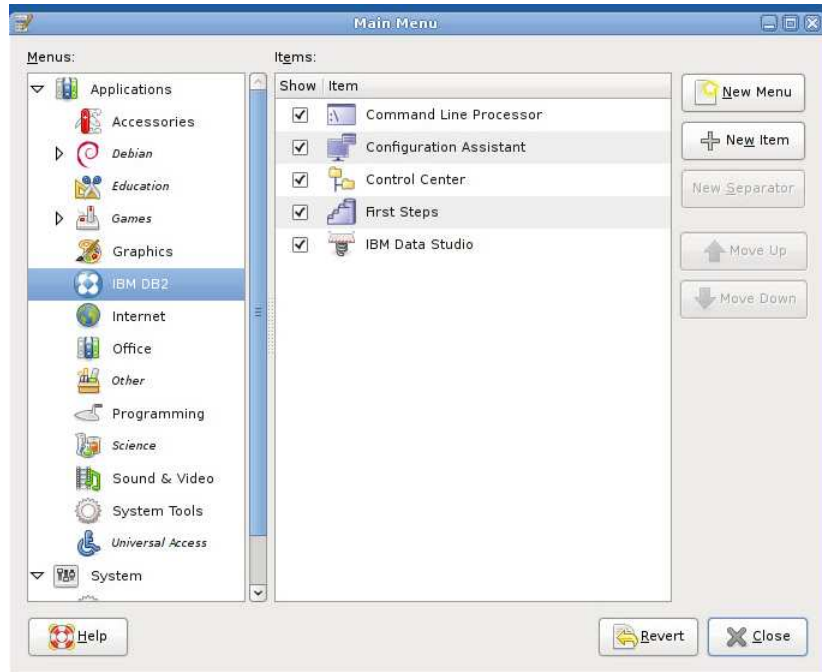 Main Menu
Menus:
Applications
Accessories
Debian
Education
Games
Graphics
IBM DB2
Internet
Office
Other
Programming
Science
Sound & Video
System Tools
Universal Access
System
Items:
Show Item
Command Line Processor
Configuration Assistant
Control Center
First Steps
IBM Data Studio
New Menu
New Item
New Separator
Move Up
Move Down
Help
Revert
Close